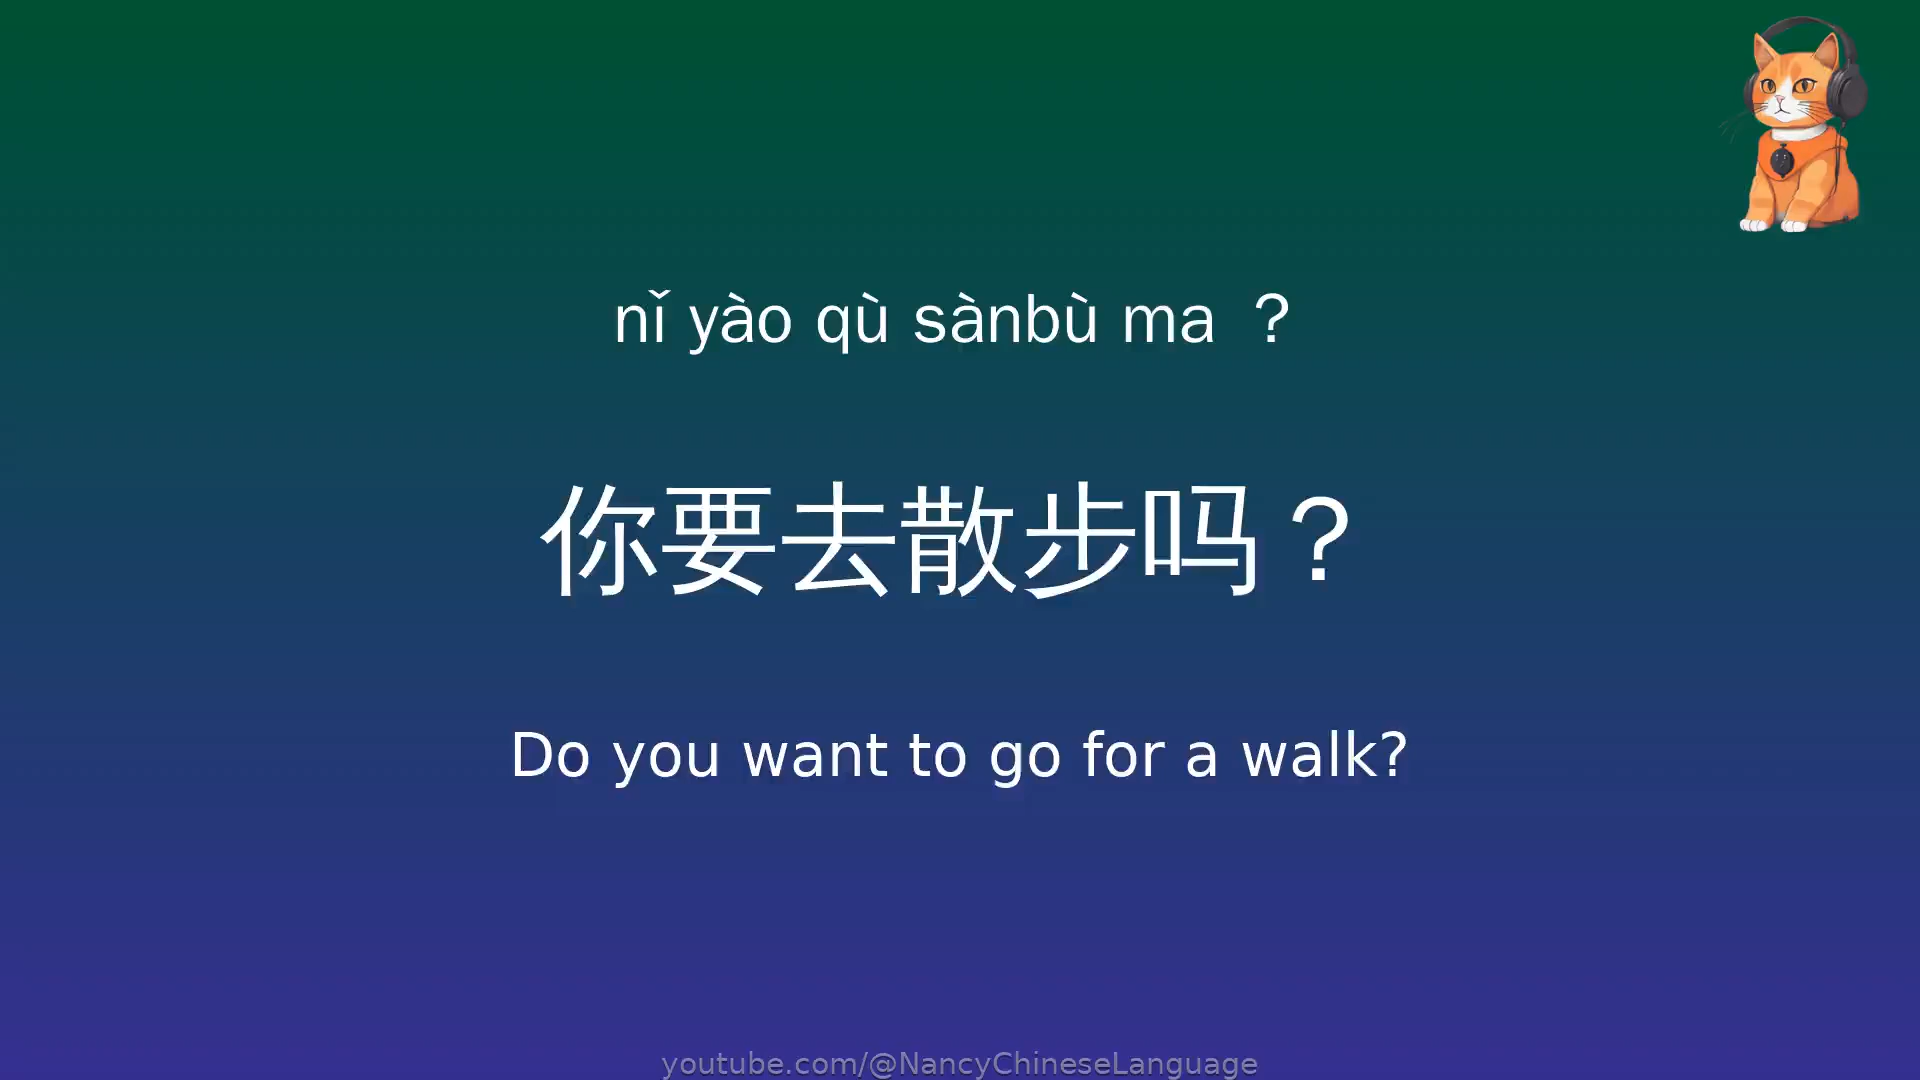 nǐ yào qù sànbù ma ？
你要去散步吗？
Do you want to go for a walk?
youtube.com/@NancyChineseLanguage